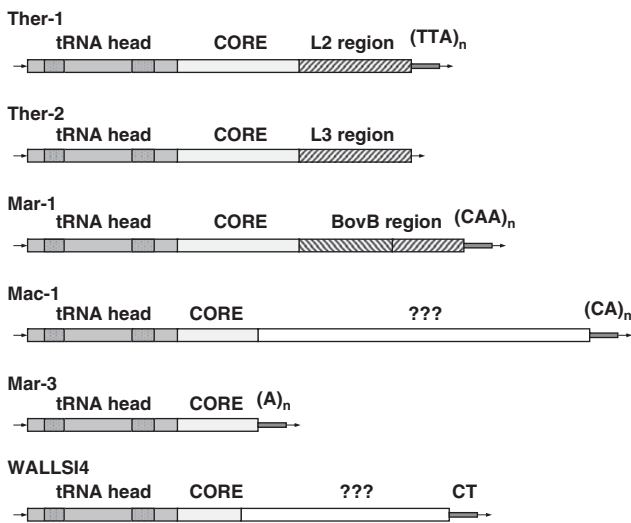 Ther-1
tRNA head CORE L2 region (TTA)n
Ther-2
tRNA head CORE L3 region
Mar-1
tRNA head CORE BovB region (CAA)n
Mac-1
tRNA head CORE ??? (CA)n
Mar-3
tRNA head CORE (A)n
WALLSI4
tRNA head CORE ??? CT